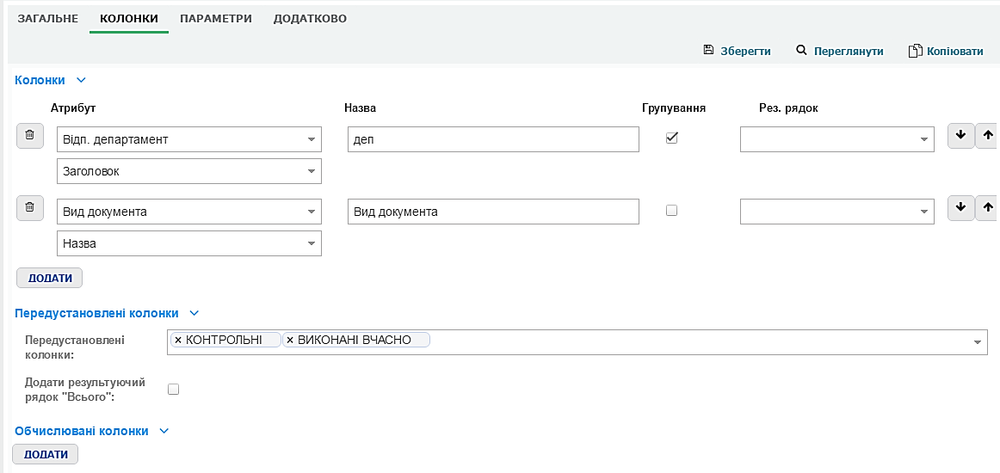 ЗАГАЛЬНЕ КОЛОНКИ ПАРАМЕТРИ ДОДАТКОВО
Зберегти Переглянути Копіювати
Колонки
Атрибут Назва Групування Рез. рядок
Відп. департамент деп
Заголовок
Вид документа Вид документа
Назва
ДОДАТИ
Передустановлені колонки
Передустановлені
колонки:
× КОНТРОЛЬНІ × ВИКОНАНІ ВЧАСНО
Додати результуючий
рядок "Всього":
Обчислювані колонки
ДОДАТИ